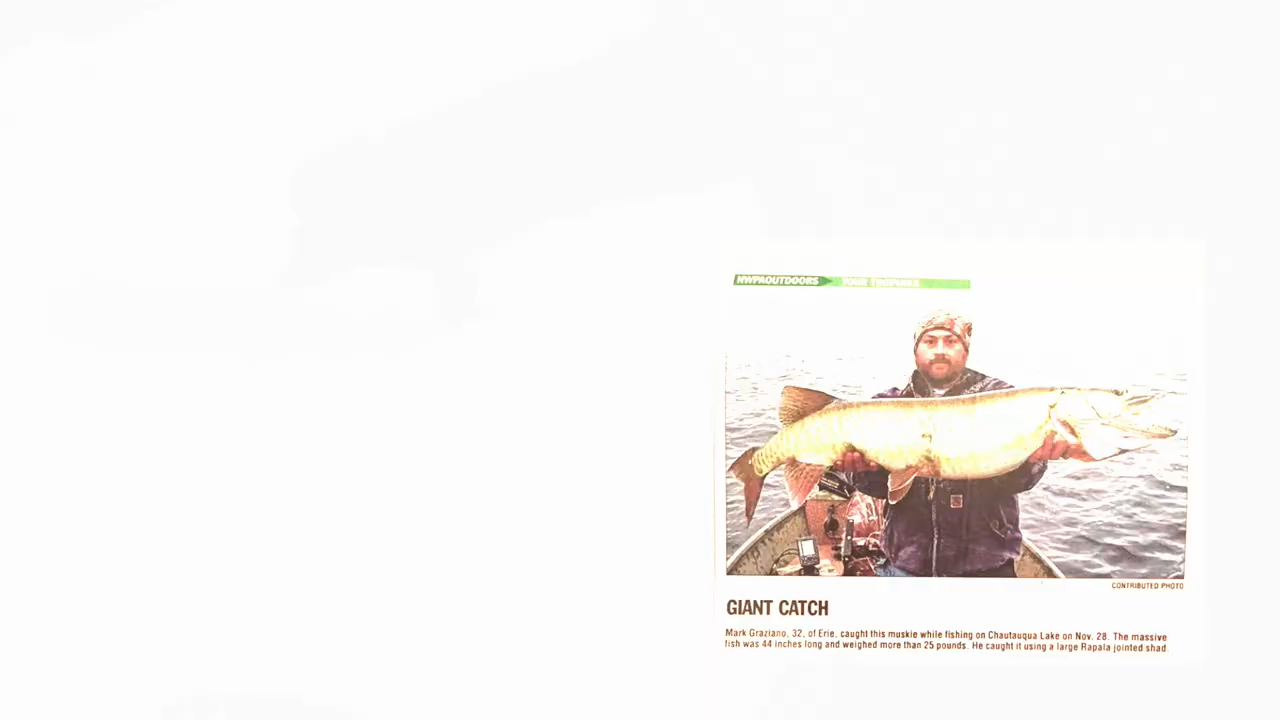 NWPAOUTDOORS YOUR TROPHIES
CONTRIBUTED PHOTO
GIANT CATCH
Mark Graziano, 32, of Erie, caught this muskie while fishing on Chautauqua Lake on Nov. 28. The massive
fish was 44 inches long and weighed more than 25 pounds. He caught it using a large Rapala jointed shad.